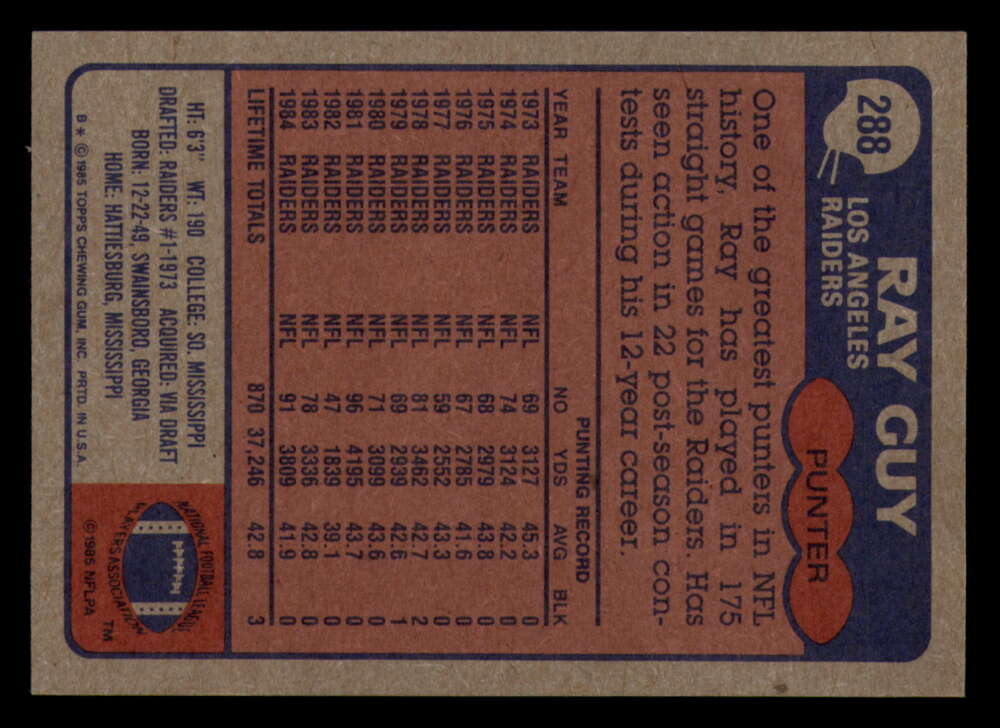 288
LOS ANGELES
RAIDERS
RAY GUY
PUNTER
One of the greatest punters in NFL
history, Ray has played in 175
straight games for the Raiders. Has
seen action in 22 post-season con-
tests during his 12-year career.
PUNTING RECORD
YEAR TEAM NO YDS AVG BLK
1973 RAIDERS NFL 69 3127 45.3 0
1974 RAIDERS NFL 74 3124 42.2 0
1975 RAIDERS NFL 68 2979 43.8 0
1976 RAIDERS NFL 67 2785 41.6 0
1977 RAIDERS NFL 59 2552 43.3 0
1978 RAIDERS NFL 81 3462 42.7 2
1979 RAIDERS NFL 69 2939 42.6 1
1980 RAIDERS NFL 71 3099 43.6 0
1981 RAIDERS NFL 96 4195 43.7 0
1982 RAIDERS NFL 47 1839 39.1 0
1983 RAIDERS NFL 78 3336 42.8 0
1984 RAIDERS NFL 91 3809 41.9 0
LIFETIME TOTALS 870 37,246 42.8 3
HT: 6'3" WT: 190 COLLEGE: SO. MISSISSIPPI
DRAFTED: RAIDERS #1-1973 ACQUIRED: VIA DRAFT
BORN: 12-22-49, SWAINSBORO, GEORGIA
HOME: HATTIESBURG, MISSISSIPPI
B * © 1985 TOPPS CHEWING GUM, INC. PRTD. IN U.S.A.
NATIONAL FOOTBALL LEAGUE
PLAYERS ASSOCIATION
TM
© 1985 NFLPA